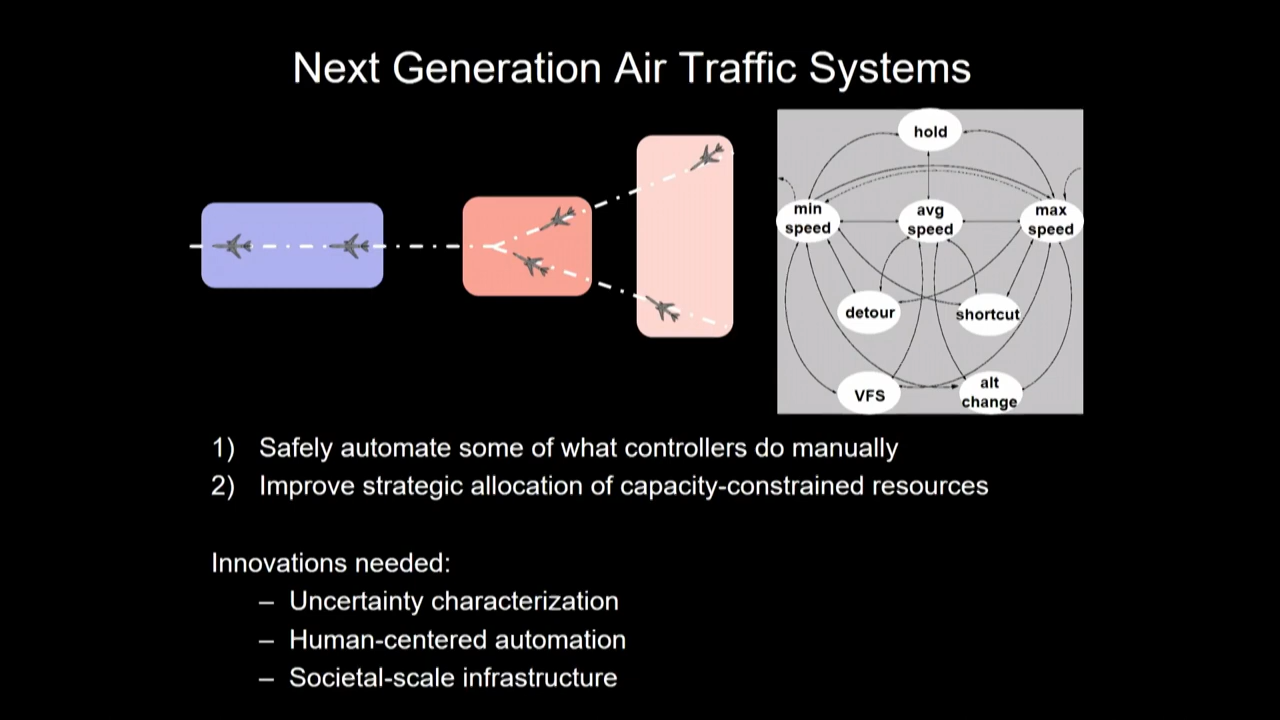 Next Generation Air Traffic Systems
hold
min
speed
avg
speed
max
speed
detour
shortcut
VFS
alt
change
1) Safely automate some of what controllers do manually
2) Improve strategic allocation of capacity-constrained resources
Innovations needed:
– Uncertainty characterization
– Human-centered automation
– Societal-scale infrastructure